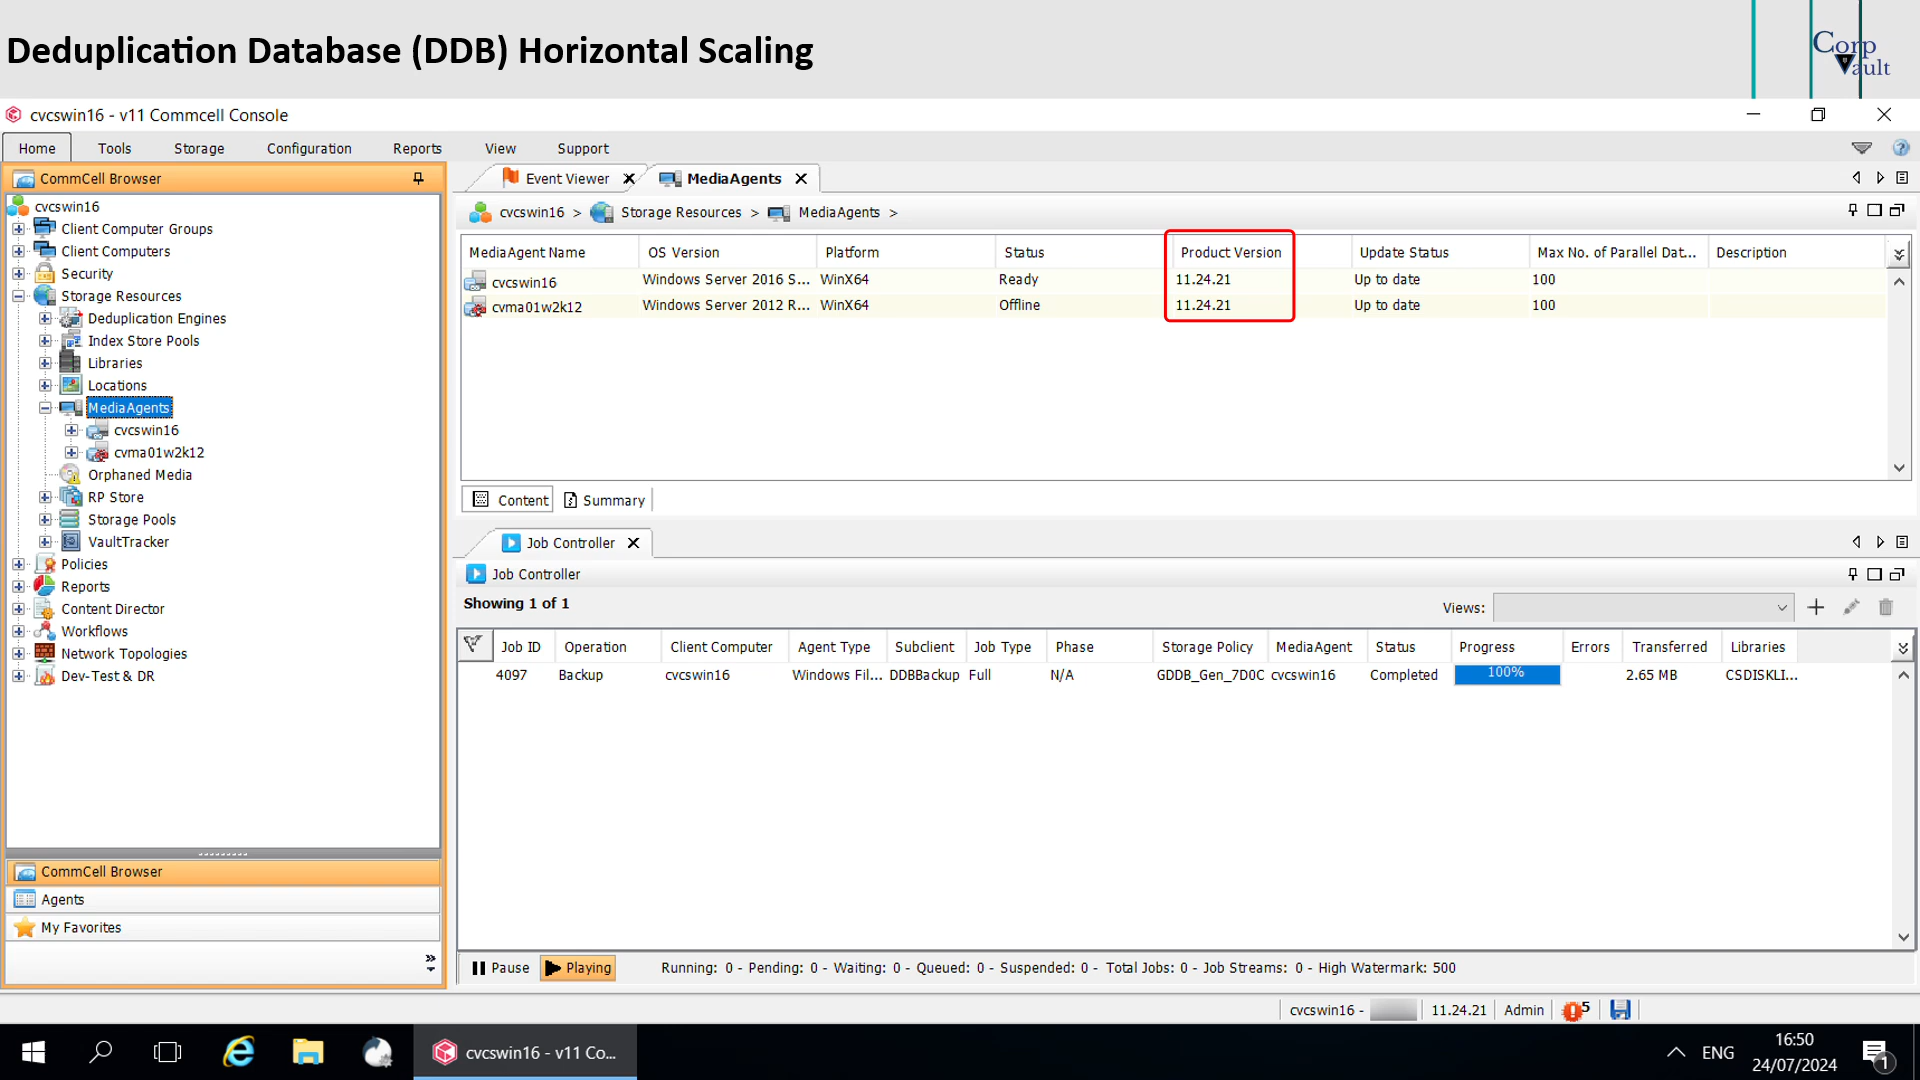 Deduplication Database (DDB) Horizontal Scaling
Corp
Vault
cvcswin16 - v11 Commcell Console
Home Tools Storage Configuration Reports View Support
CommCell Browser
cvcswin16
Client Computer Groups
Client Computers
Security
Storage Resources
Deduplication Engines
Index Store Pools
Libraries
Locations
MediaAgents
cvcswin16
cvma01w2k12
Orphaned Media
RP Store
Storage Pools
VaultTracker
Policies
Reports
Content Director
Workflows
Network Topologies
Dev-Test & DR
CommCell Browser
Agents
My Favorites
Event Viewer MediaAgents
cvcswin16 > Storage Resources > MediaAgents >
MediaAgent Name OS Version Platform Status Product Version Update Status Max No. of Parallel Dat... Description
cvcswin16 Windows Server 2016 S... WinX64 Ready 11.24.21 Up to date 100
cvma01w2k12 Windows Server 2012 R... WinX64 Offline 11.24.21 Up to date 100
Content Summary
Job Controller
Job Controller
Showing 1 of 1
Views:
Job ID Operation Client Computer Agent Type Subclient Job Type Phase Storage Policy MediaAgent Status Progress Errors Transferred Libraries
4097 Backup cvcswin16 Windows Fil... DDBBackup Full N/A GDDB_Gen_7D0C cvcswin16 Completed 100% 2.65 MB CSDISKLI...
Pause Playing Running: 0 - Pending: 0 - Waiting: 0 - Queued: 0 - Suspended: 0 - Total Jobs: 0 - Job Streams: 0 - High Watermark: 500
cvcswin16 - 11.24.21 Admin 5
cvcswin16 - v11 Co...
ENG
16:50
24/07/2024
1